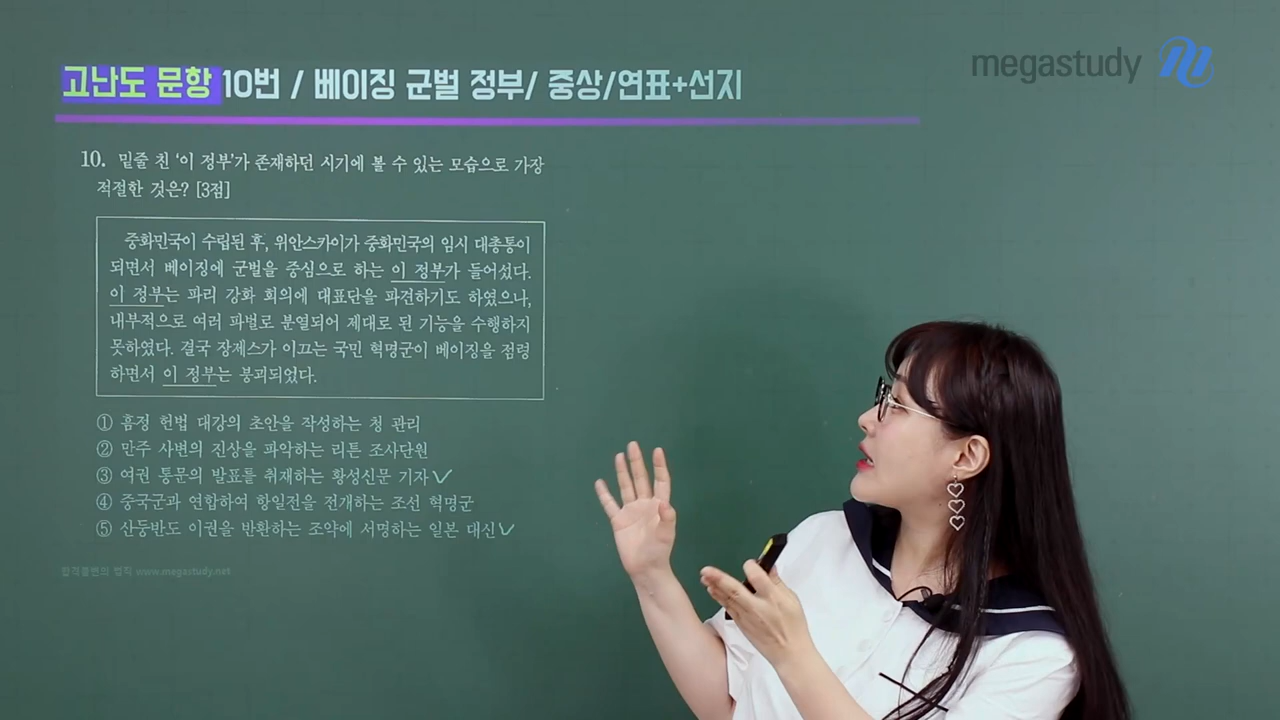 고난도 문항 10번 / 베이징 군벌 정부/ 중상/연표+선지
megastudy
10. 밑줄 친 '이 정부'가 존재하던 시기에 볼 수 있는 모습으로 가장
적절한 것은? [3점]
중화민국이 수립된 후, 위안스카이가 중화민국의 임시 대총통이
되면서 베이징에 군벌을 중심으로 하는 이 정부가 들어섰다.
이 정부는 파리 강화 회의에 대표단을 파견하기도 하였으나,
내부적으로 여러 파벌로 분열되어 제대로 된 기능을 수행하지
못하였다. 결국 장제스가 이끄는 국민 혁명군이 베이징을 점령
하면서 이 정부는 붕괴되었다.
① 흠정 헌법 대강의 초안을 작성하는 청 관리
② 만주 사변의 진상을 파악하는 리튼 조사단원
③ 여권 통문의 발표를 취재하는 황성신문 기자✓
④ 중국군과 연합하여 항일전을 전개하는 조선 혁명군
⑤ 산둥반도 이권을 반환하는 조약에 서명하는 일본 대신✓
합격불변의 법칙 www.megastudy.net